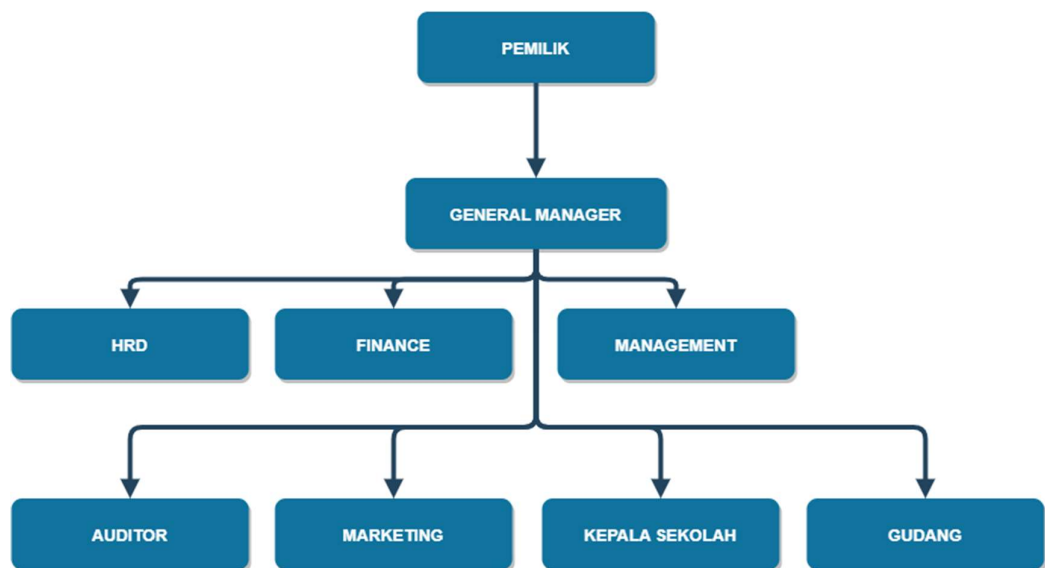 PEMILIK
GENERAL MANAGER
HRD
FINANCE
MANAGEMENT
AUDITOR
MARKETING
KEPALA SEKOLAH
GUDANG